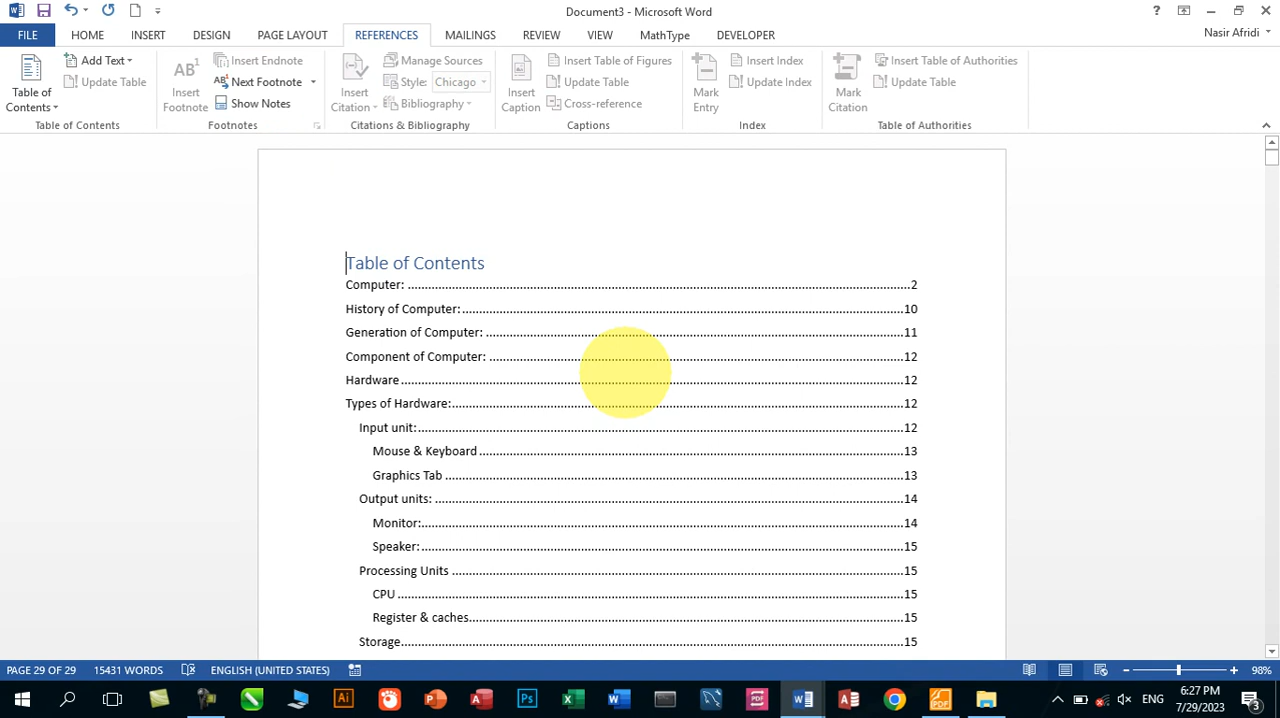 Document3 - Microsoft Word
?
FILE HOME INSERT DESIGN PAGE LAYOUT REFERENCES MAILINGS REVIEW VIEW MathType DEVELOPER Nasir Afridi
Table of Contents
Add Text
Update Table
Table of Contents
AB¹
Insert Footnote
Insert Endnote
Next Footnote
Show Notes
Footnotes
Insert Citation
Manage Sources
Style: Chicago
Bibliography
Citations & Bibliography
Insert Caption
Insert Table of Figures
Update Table
Cross-reference
Captions
Mark Entry
Insert Index
Update Index
Index
Mark Citation
Insert Table of Authorities
Update Table
Table of Authorities
Table of Contents
Computer: 2
History of Computer: 10
Generation of Computer: 11
Component of Computer: 12
Hardware 12
Types of Hardware: 12
Input unit: 12
Mouse & Keyboard 13
Graphics Tab 13
Output units: 14
Monitor: 14
Speaker: 15
Processing Units 15
CPU 15
Register & caches 15
Storage 15
PAGE 29 OF 29 15431 WORDS ENGLISH (UNITED STATES) 98%
ENG 6:27 PM
7/29/2023
3